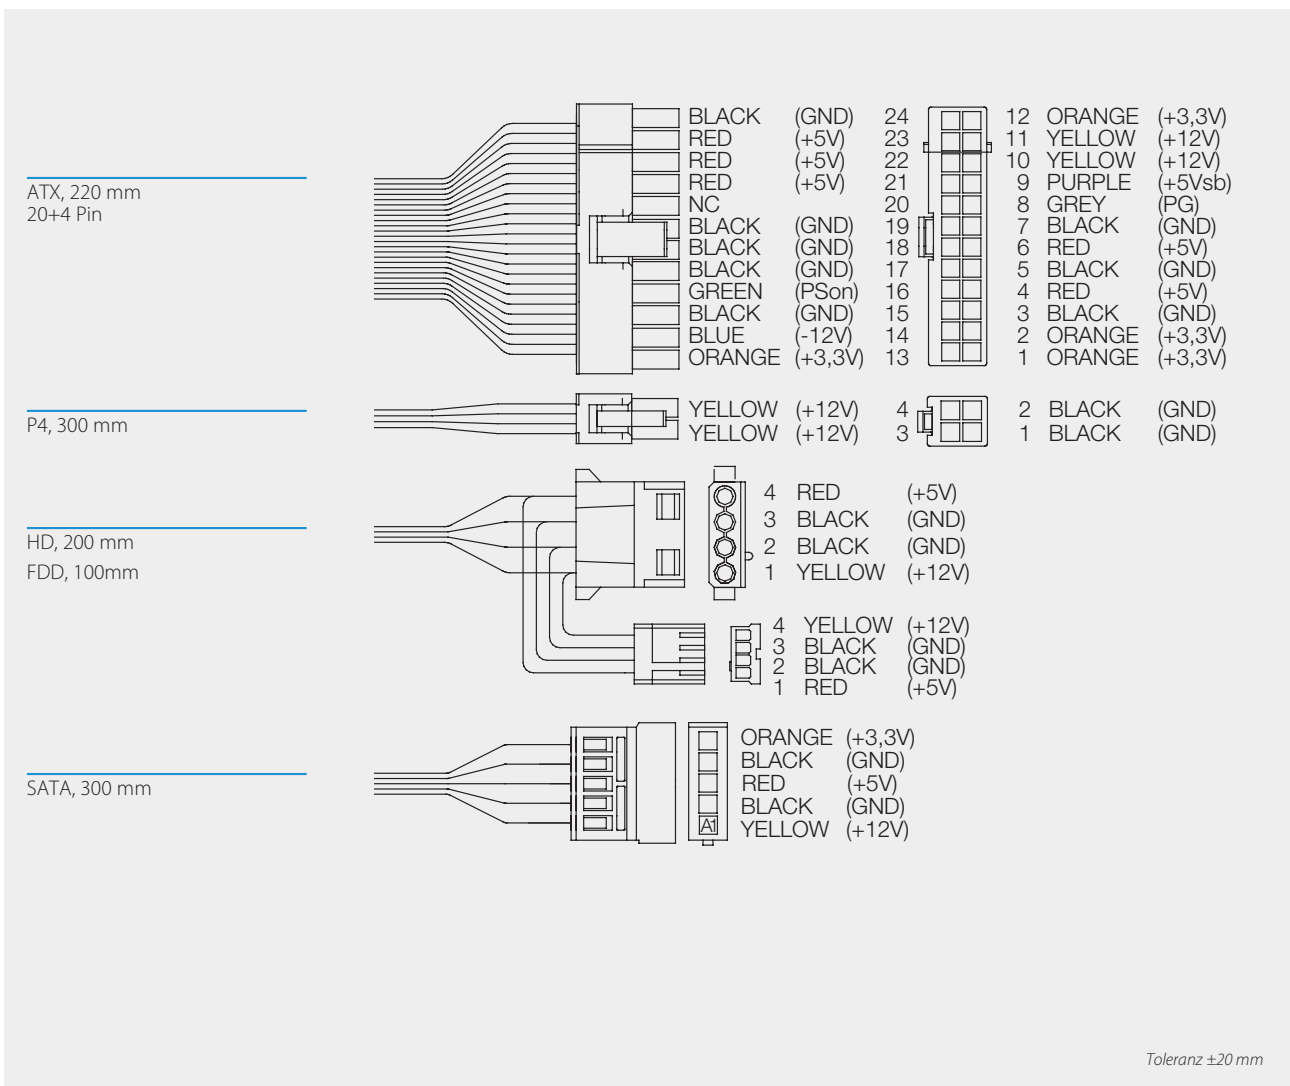 BLACK (GND) 24 12 ORANGE (+3,3V)
RED (+5V) 23 11 YELLOW (+12V)
RED (+5V) 22 10 YELLOW (+12V)
RED (+5V) 21 9 PURPLE (+5Vsb)
NC 20 8 GREY (PG)
BLACK (GND) 19 7 BLACK (GND)
BLACK (GND) 18 6 RED (+5V)
BLACK (GND) 17 5 BLACK (GND)
GREEN (PSon) 16 4 RED (+5V)
BLACK (GND) 15 3 BLACK (GND)
BLUE (-12V) 14 2 ORANGE (+3,3V)
ORANGE (+3,3V) 13 1 ORANGE (+3,3V)
ATX, 220 mm
20+4 Pin
P4, 300 mm
YELLOW (+12V) 4 2 BLACK (GND)
YELLOW (+12V) 3 1 BLACK (GND)
HD, 200 mm
FDD, 100mm
4 RED (+5V)
3 BLACK (GND)
2 BLACK (GND)
1 YELLOW (+12V)
4 YELLOW (+12V)
3 BLACK (GND)
2 BLACK (GND)
1 RED (+5V)
SATA, 300 mm
ORANGE (+3,3V)
BLACK (GND)
RED (+5V)
BLACK (GND)
A1 YELLOW (+12V)
Toleranz ±20 mm